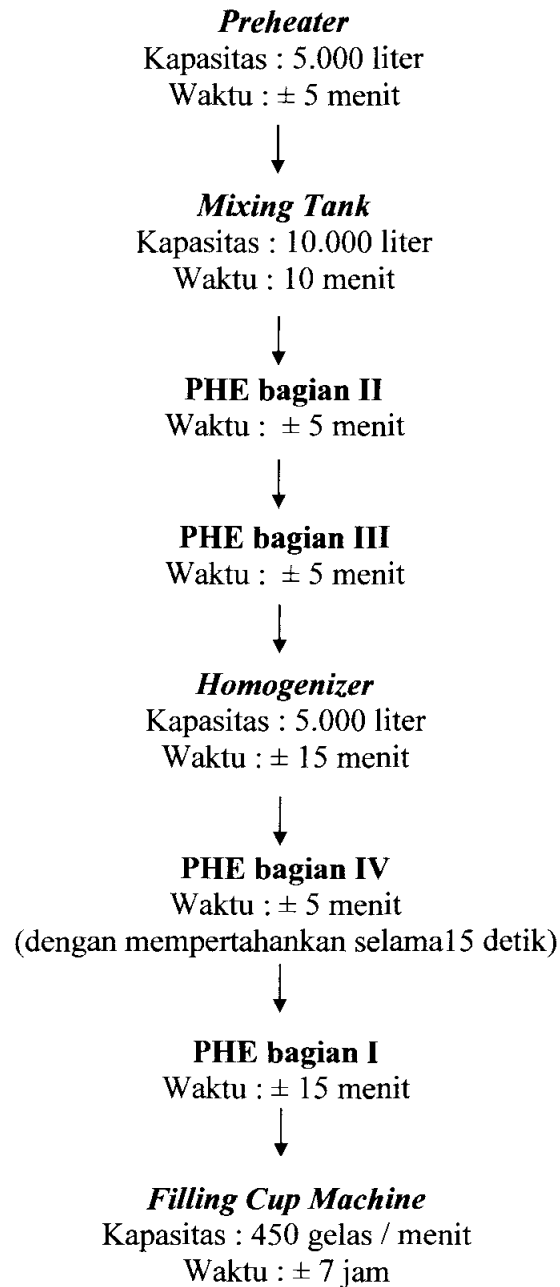 Preheater
Kapasitas : 5.000 liter
Waktu : ± 5 menit
Mixing Tank
Kapasitas : 10.000 liter
Waktu : 10 menit
PHE bagian II
Waktu : ± 5 menit
PHE bagian III
Waktu : ± 5 menit
Homogenizer
Kapasitas : 5.000 liter
Waktu : ± 15 menit
PHE bagian IV
Waktu : ± 5 menit
(dengan mempertahankan selama15 detik)
PHE bagian I
Waktu : ± 15 menit
Filling Cup Machine
Kapasitas : 450 gelas / menit
Waktu : ± 7 jam